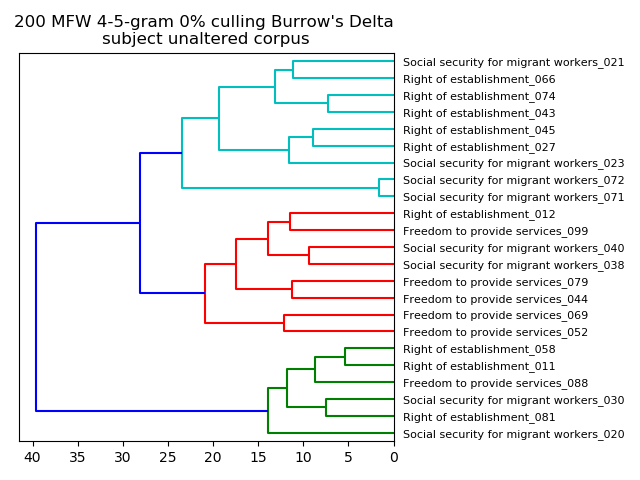 200 MFW 4-5-gram 0% culling Burrow's Delta
subject unaltered corpus
Social security for migrant workers_021
Right of establishment_066
Right of establishment_074
Right of establishment_043
Right of establishment_045
Right of establishment_027
Social security for migrant workers_023
Social security for migrant workers_072
Social security for migrant workers_071
Right of establishment_012
Freedom to provide services_099
Social security for migrant workers_040
Social security for migrant workers_038
Freedom to provide services_079
Freedom to provide services_044
Freedom to provide services_069
Freedom to provide services_052
Right of establishment_058
Right of establishment_011
Freedom to provide services_088
Social security for migrant workers_030
Right of establishment_081
Social security for migrant workers_020
40 35 30 25 20 15 10 5 0